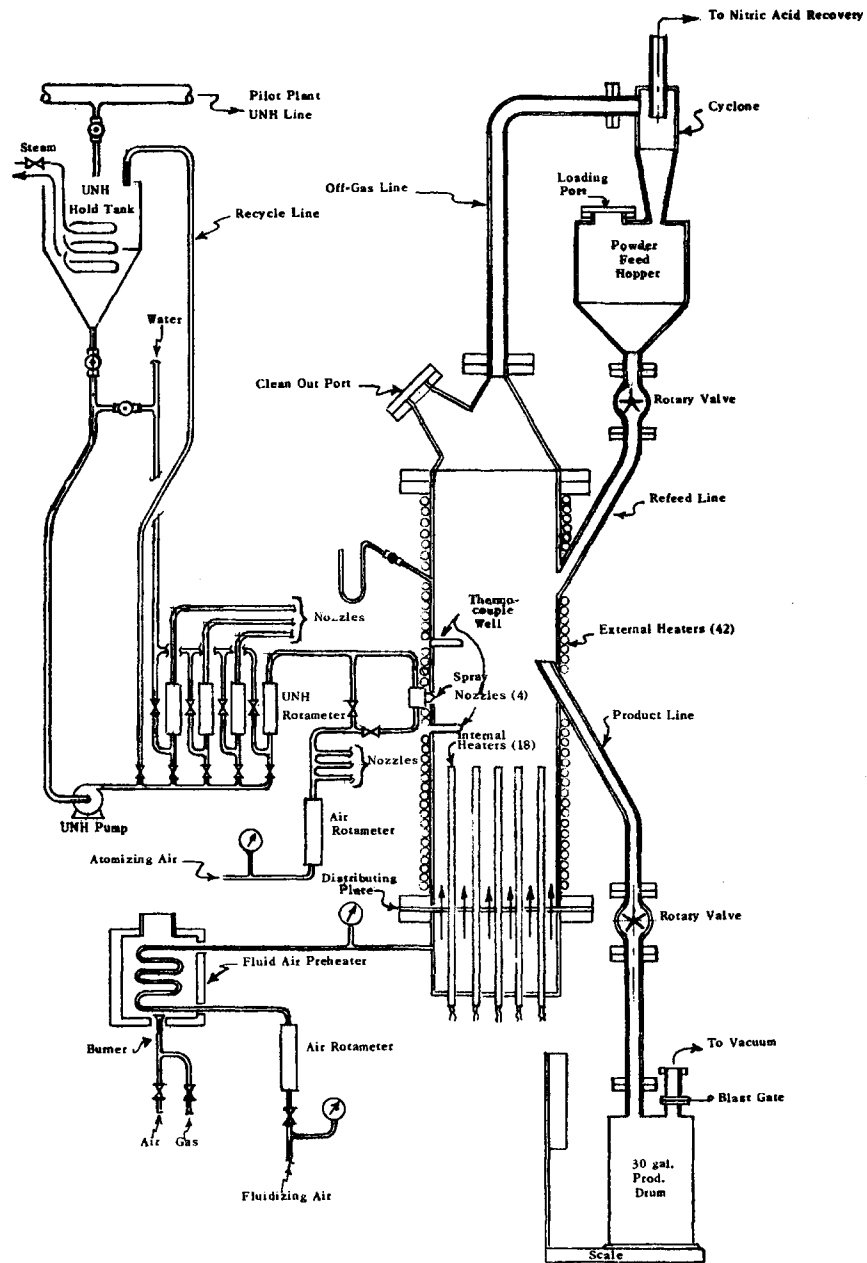 To Nitric Acid Recovery
Pilot Plant
UNH Line
Cyclone
Steam
UNH
Hold Tank
Off-Gas Line
Loading
Port
Recycle Line
Powder
Feed
Hopper
Water
Clean Out Port
Rotary Valve
Refeed Line
Thermo-
couple
Well
Nozzles
External Heaters (42)
UNH
Rotameter
Spray
Nozzles (4)
Product Line
Internal
Heaters (18)
Nozzles
UNH Pump
Air
Rotameter
Atomizing Air
Distributing
Plate
Rotary Valve
Fluid Air Preheater
Burner
Air Rotameter
To Vacuum
Blast Gate
Air
Gas
30 gal.
Prod.
Drum
Fluidizing Air
Scale